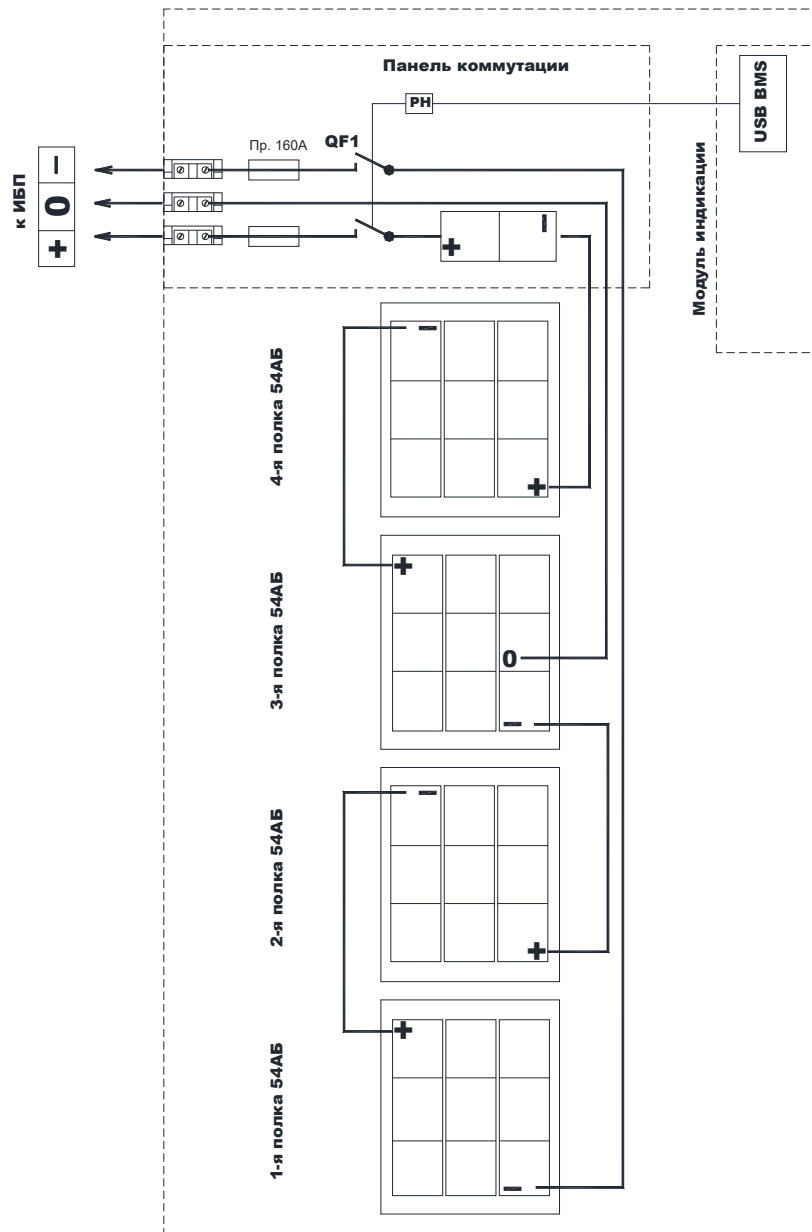 Панель коммутации
USB BMS
PH
Пр. 160А
QF1
Модуль индикации
к ИБП
+ 0 −
+
−
4-я полка 54АБ
−
+
3-я полка 54АБ
+
0
−
2-я полка 54АБ
−
+
1-я полка 54АБ
+
−